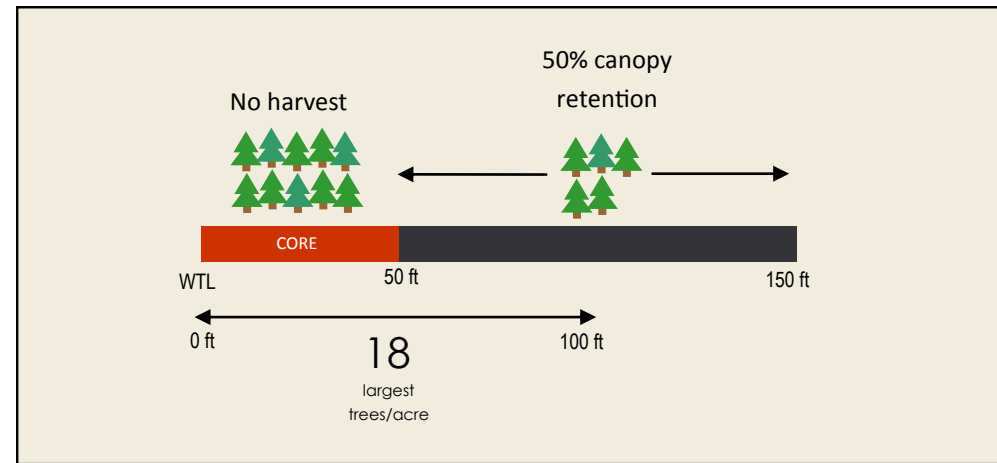 50% canopy
retention
No harvest
CORE
WTL
50 ft
150 ft
0 ft
100 ft
18
largest
trees/acre